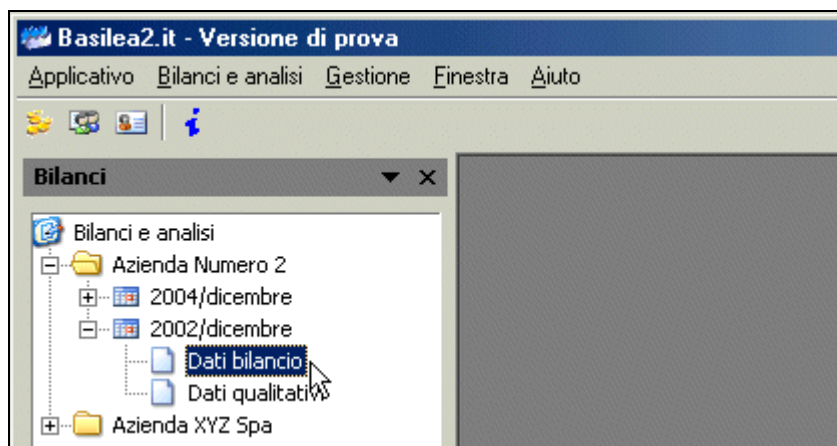 Basilea2.it - Versione di prova
Applicativo Bilanci e analisi Gestione Finestra Aiuto
Bilanci
Bilanci e analisi
Azienda Numero 2
2004/dicembre
2002/dicembre
Dati bilancio
Dati qualitativi
Azienda XYZ Spa